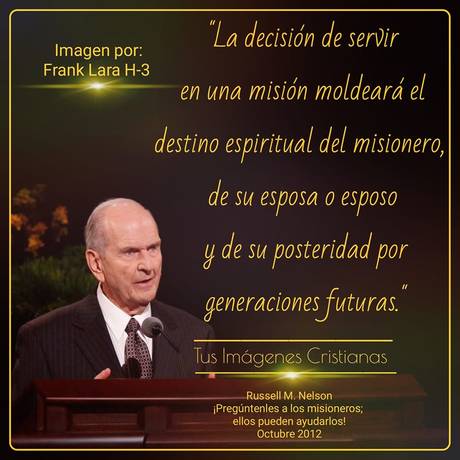 Imagen por:
Frank Lara H-3
"La decisión de servir
en una misión moldeará el
destino espiritual del misionero,
de su esposa o esposo
y de su posteridad por
generaciones futuras."
Tus Imágenes Cristianas
Russell M. Nelson
¡Pregúntenles a los misioneros;
ellos pueden ayudarlos!
Octubre 2012